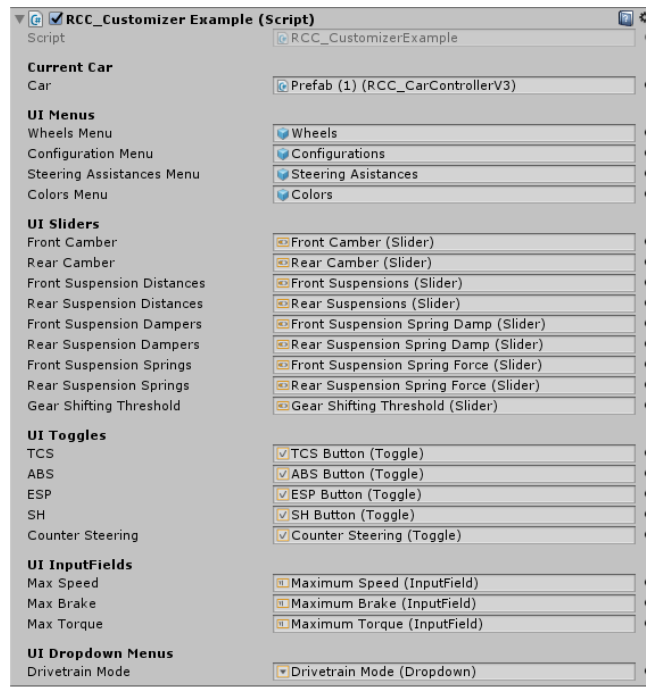 RCC_Customizer Example (Script)
Script RCC_CustomizerExample
Current Car
Car Prefab (1) (RCC_CarControllerV3)
UI Menus
Wheels Menu Wheels
Configuration Menu Configurations
Steering Assistances Menu Steering Asistances
Colors Menu Colors
UI Sliders
Front Camber Front Camber (Slider)
Rear Camber Rear Camber (Slider)
Front Suspension Distances Front Suspensions (Slider)
Rear Suspension Distances Rear Suspensions (Slider)
Front Suspension Dampers Front Suspension Spring Damp (Slider)
Rear Suspension Dampers Rear Suspension Spring Damp (Slider)
Front Suspension Springs Front Suspension Spring Force (Slider)
Rear Suspension Springs Rear Suspension Spring Force (Slider)
Gear Shifting Threshold Gear Shifting Threshold (Slider)
UI Toggles
TCS TCS Button (Toggle)
ABS ABS Button (Toggle)
ESP ESP Button (Toggle)
SH SH Button (Toggle)
Counter Steering Counter Steering (Toggle)
UI InputFields
Max Speed Maximum Speed (InputField)
Max Brake Maximum Brake (InputField)
Max Torque Maximum Torque (InputField)
UI Dropdown Menus
Drivetrain Mode Drivetrain Mode (Dropdown)